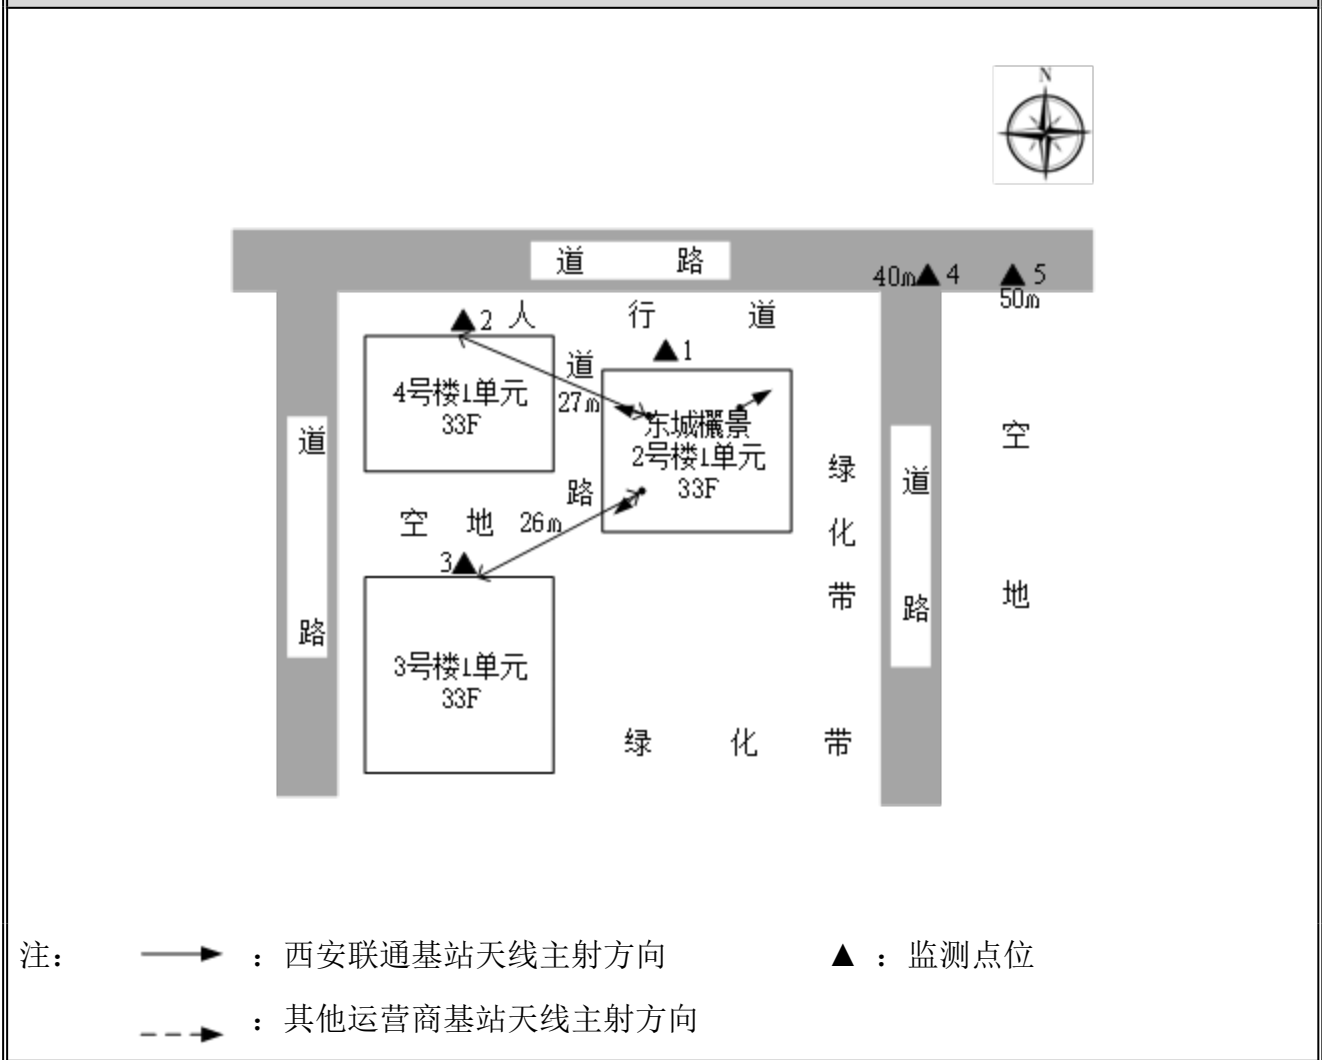 N
道 路
40m▲4 ▲5
50m
▲2 人 行 道
▲1
道
4号楼1单元
33F
27m
东城櫳景
2号楼1单元
33F
道
路
空 地
路
26m
3▲
3号楼1单元
33F
绿
化
带
道
路
空
地
绿 化 带
注： ：西安联通基站天线主射方向 ▲：监测点位
：其他运营商基站天线主射方向